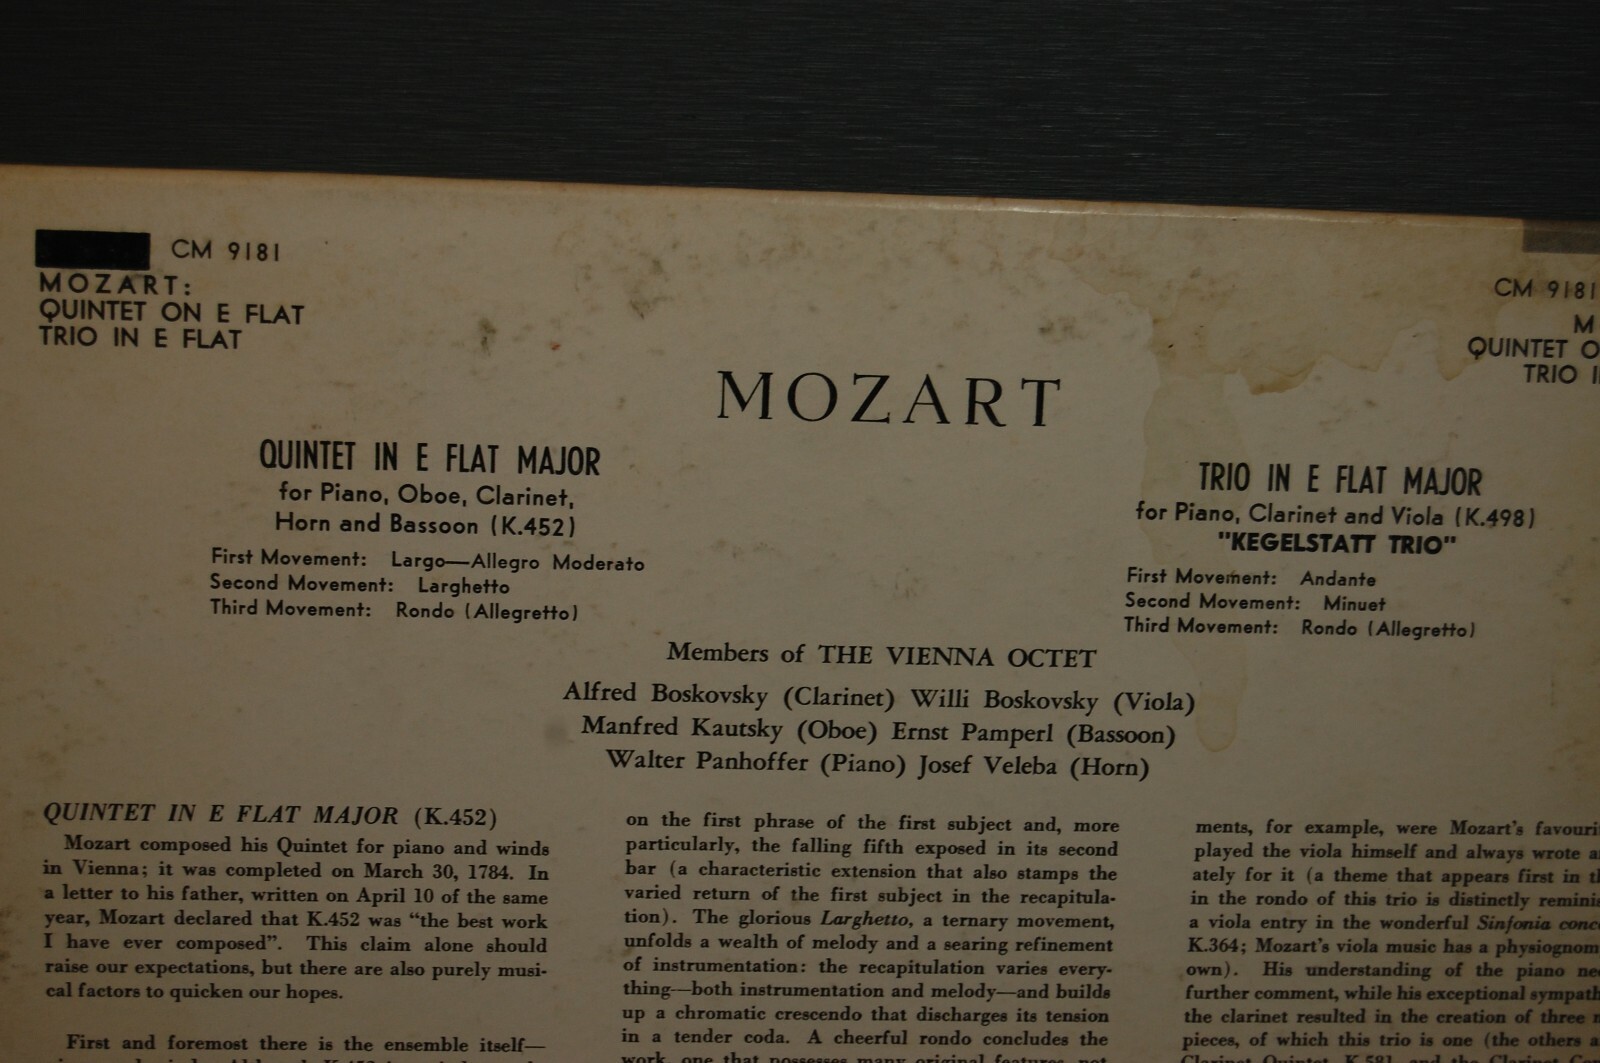 CM 9181
MOZART:
QUINTET ON E FLAT
TRIO IN E FLAT
CM 9181
M
QUINTET O
TRIO I
MOZART
QUINTET IN E FLAT MAJOR
for Piano, Oboe, Clarinet,
Horn and Bassoon (K.452)
First Movement: Largo—Allegro Moderato
Second Movement: Larghetto
Third Movement: Rondo (Allegretto)
TRIO IN E FLAT MAJOR
for Piano, Clarinet and Viola (K.498)
"KEGELSTATT TRIO"
First Movement: Andante
Second Movement: Minuet
Third Movement: Rondo (Allegretto)
Members of THE VIENNA OCTET
Alfred Boskovsky (Clarinet) Willi Boskovsky (Viola)
Manfred Kautsky (Oboe) Ernst Pamperl (Bassoon)
Walter Panhoffer (Piano) Josef Veleba (Horn)
QUINTET IN E FLAT MAJOR (K.452)
Mozart composed his Quintet for piano and winds
in Vienna; it was completed on March 30, 1784. In
a letter to his father, written on April 10 of the same
year, Mozart declared that K.452 was “the best work
I have ever composed”. This claim alone should
raise our expectations, but there are also purely musi-
cal factors to quicken our hopes.
First and foremost there is the ensemble itself—
on the first phrase of the first subject and, more
particularly, the falling fifth exposed in its second
bar (a characteristic extension that also stamps the
varied return of the first subject in the recapitula-
tion). The glorious Larghetto, a ternary movement,
unfolds a wealth of melody and a searing refinement
of instrumentation: the recapitulation varies every-
thing—both instrumentation and melody—and builds
up a chromatic crescendo that discharges its tension
in a tender coda. A cheerful rondo concludes the
work, one that possesses many original features, not
ments, for example, were Mozart's favouri
played the viola himself and always wrote a
ately for it (a theme that appears first in t
in the rondo of this trio is distinctly remini
a viola entry in the wonderful Sinfonia conc
K.364; Mozart's viola music has a physiognom
own). His understanding of the piano ne
further comment, while his exceptional sympath
the clarinet resulted in the creation of three
pieces, of which this trio is one (the others a
Clarinet Quintet, K.581, and the Clarinet Con